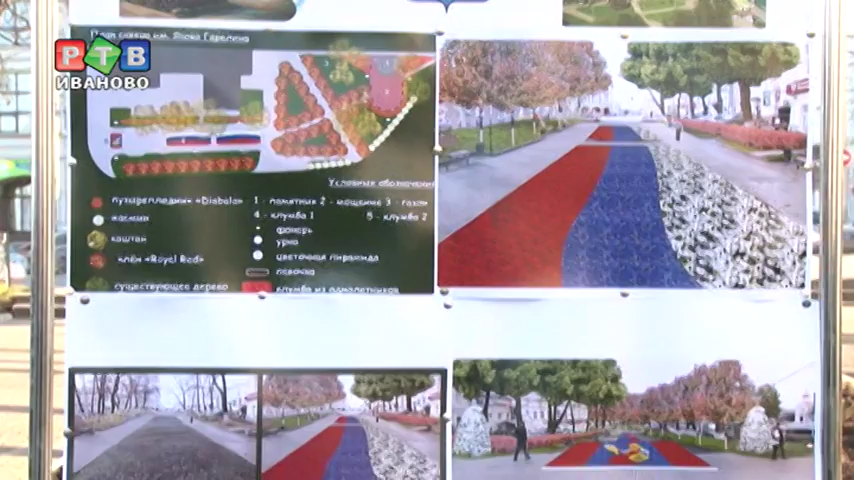 План сквера им. Якова Гарелина
РТВ
ИВАНОВО
Условные обозначения
пузыреплодник «Diabolo»
1 - памятник 2 - мощение 3 - газон
жасмин
4 - клумба 1
5 - клумба 2
каштан
фонарь
урна
клён «Royal Red»
цветочная пирамида
лавочка
существующее дерево
клумба из однолетников